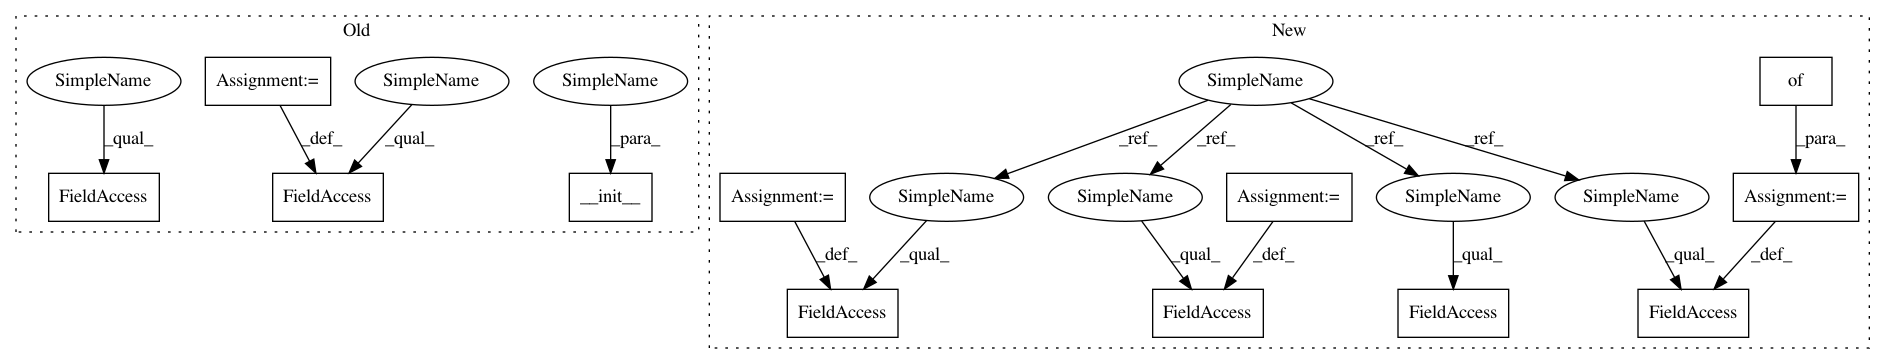 Old
New
SimpleName
Assignment:=
SimpleName
SimpleName
SimpleName
of
_qual_
_def_
_qual_
_para_
_ref_
_ref_
_ref_
_ref_
_para_
FieldAccess
FieldAccess
__init__
Assignment:=
SimpleName
SimpleName
Assignment:=
SimpleName
SimpleName
Assignment:=
_def_
_qual_
_qual_
_def_
_qual_
_qual_
_def_
FieldAccess
FieldAccess
FieldAccess
FieldAccess